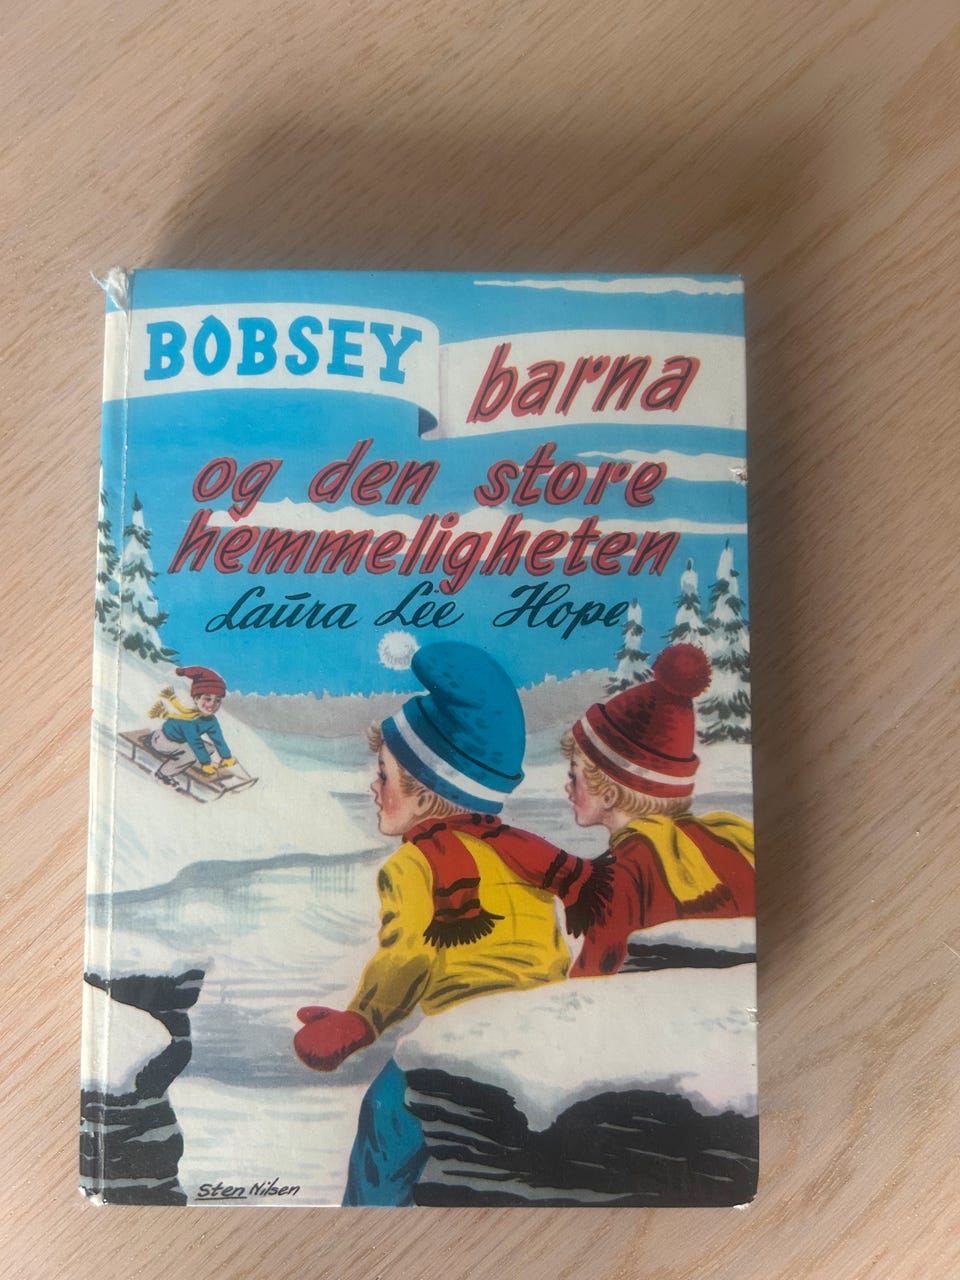 BOBSEY barna
og den store
hemmeligheten
Laura Lee Hope
Sten Nilsen